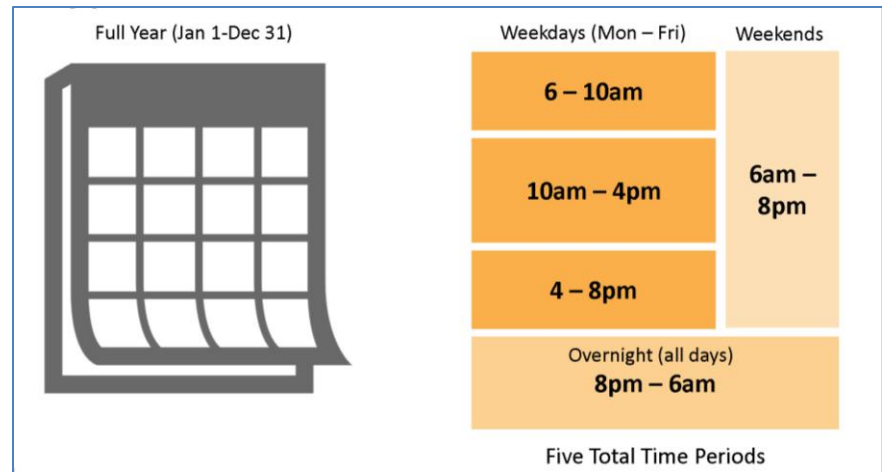 Full Year (Jan 1-Dec 31)
Weekdays (Mon – Fri)
Weekends
6 – 10am
10am – 4pm
4 – 8pm
6am –
8pm
Overnight (all days)
8pm – 6am
Five Total Time Periods